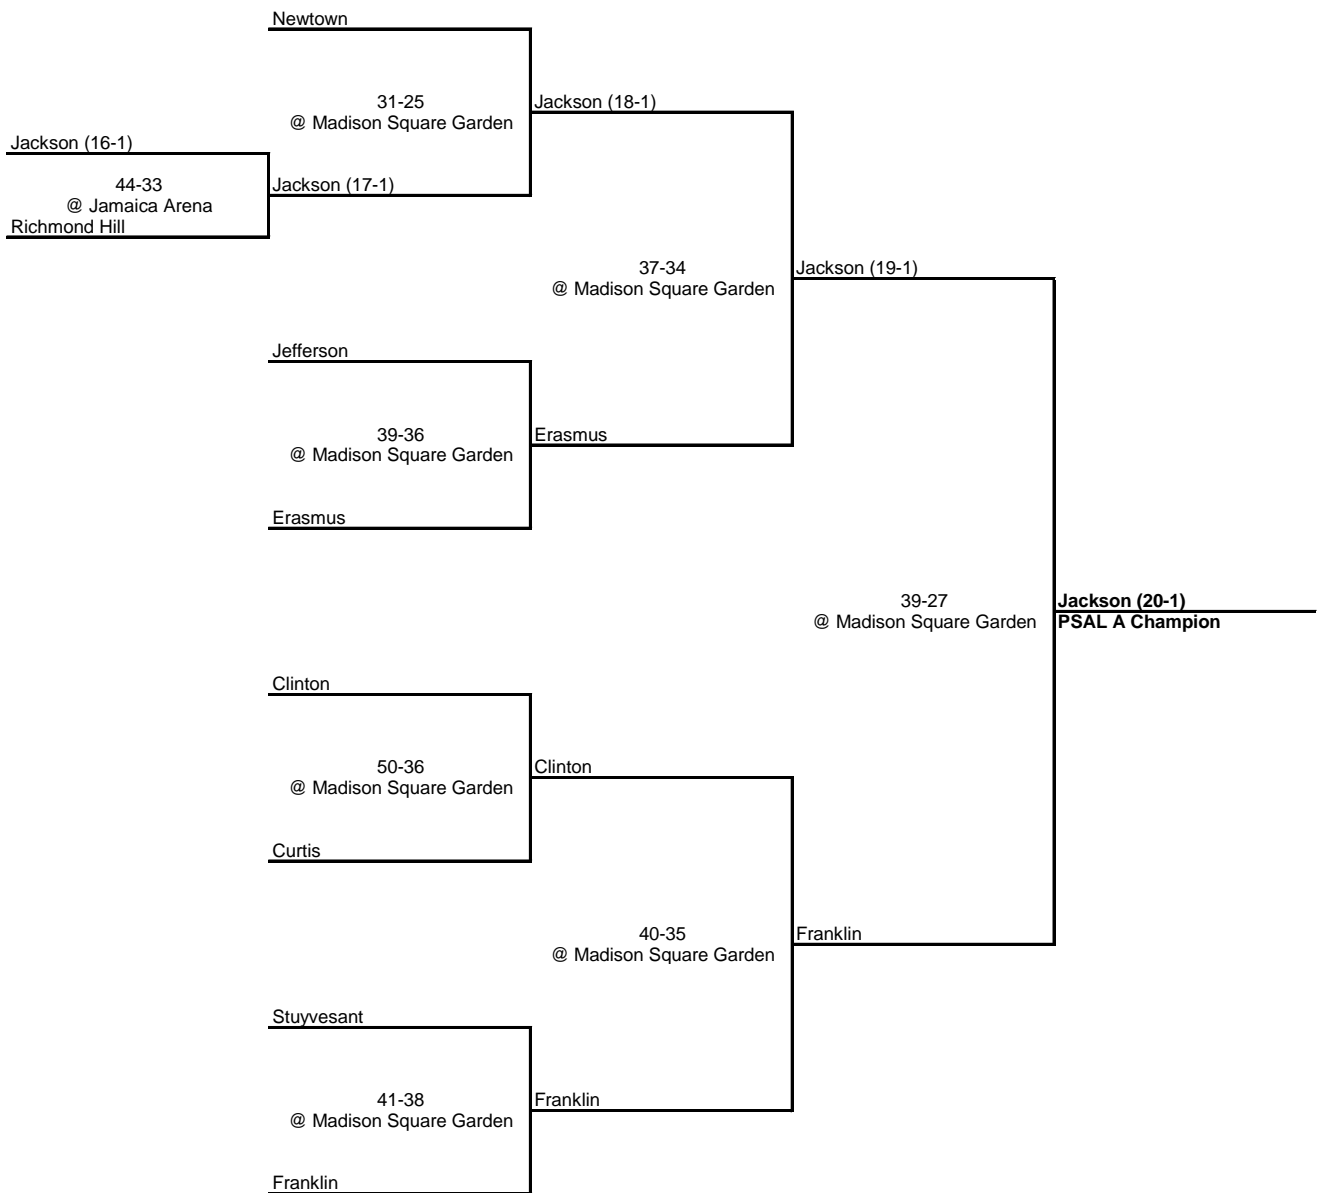 Newtown
31-25
@ Madison Square Garden
Jackson (18-1)
Jackson (16-1)
44-33
@ Jamaica Arena
Jackson (17-1)
Richmond Hill
37-34
@ Madison Square Garden
Jackson (19-1)
Jefferson
39-36
@ Madison Square Garden
Erasmus
Erasmus
39-27
@ Madison Square Garden
Jackson (20-1)
PSAL A Champion
Clinton
50-36
@ Madison Square Garden
Clinton
Curtis
40-35
@ Madison Square Garden
Franklin
Stuyvesant
41-38
@ Madison Square Garden
Franklin
Franklin